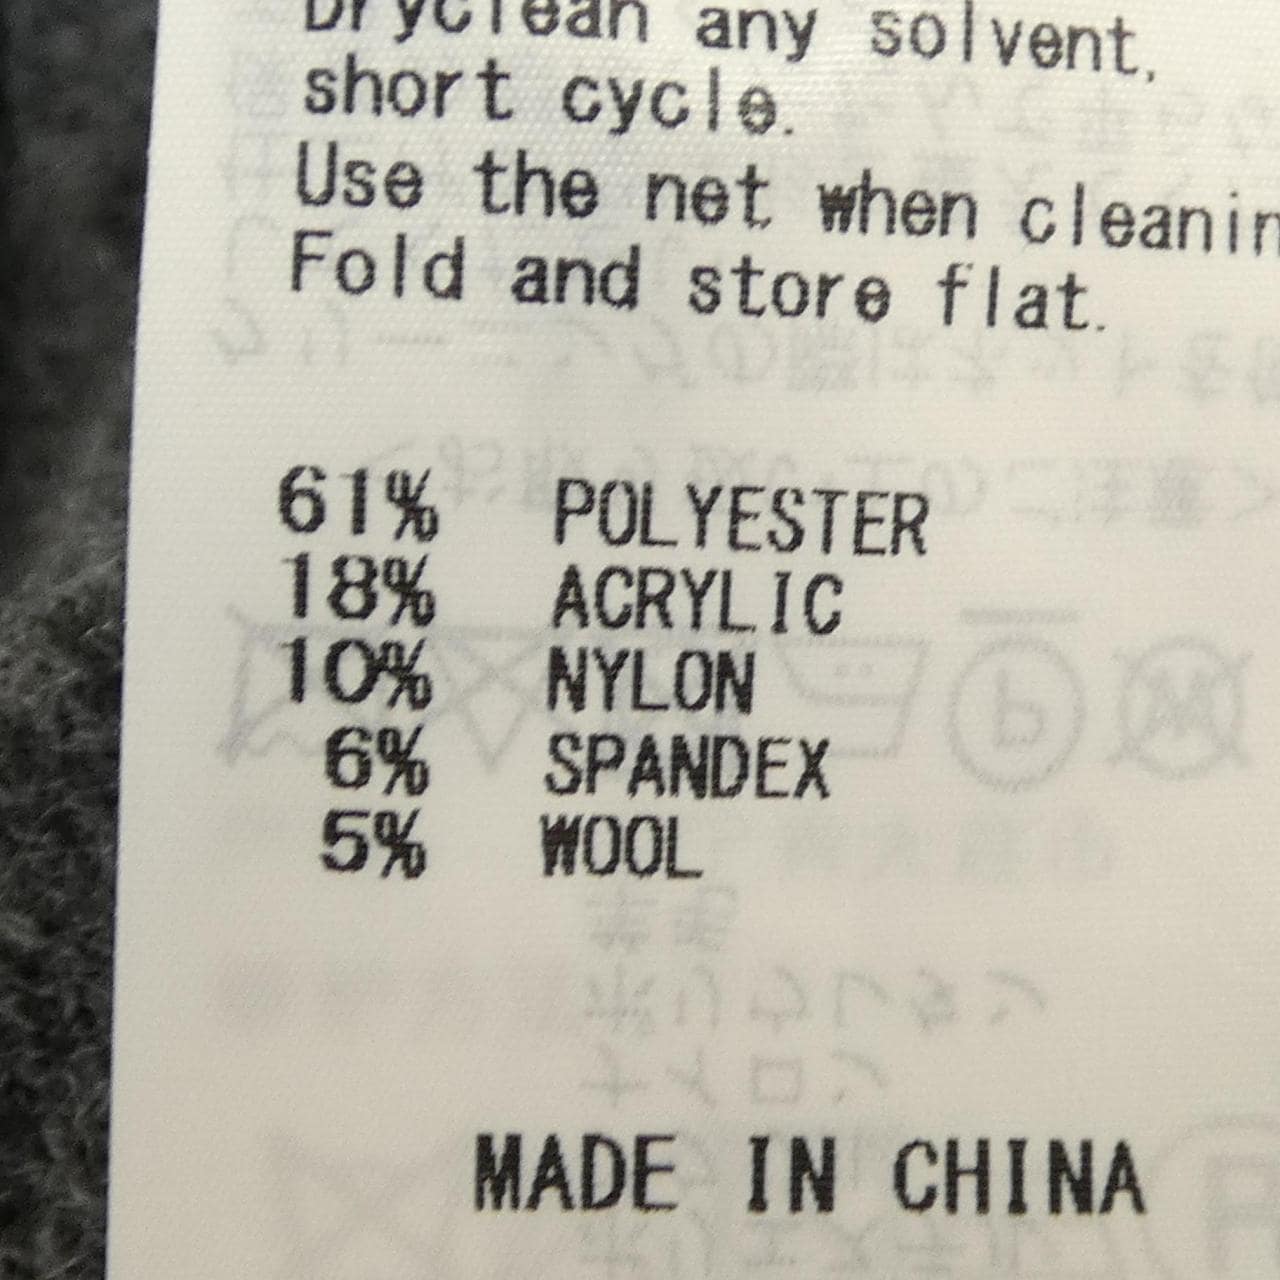 Dryclean any solvent,
short cycle.
Use the net when cleanin
Fold and store flat.
61% POLYESTER
18% ACRYLIC
10% NYLON
6% SPANDEX
5% WOOL
MADE IN CHINA